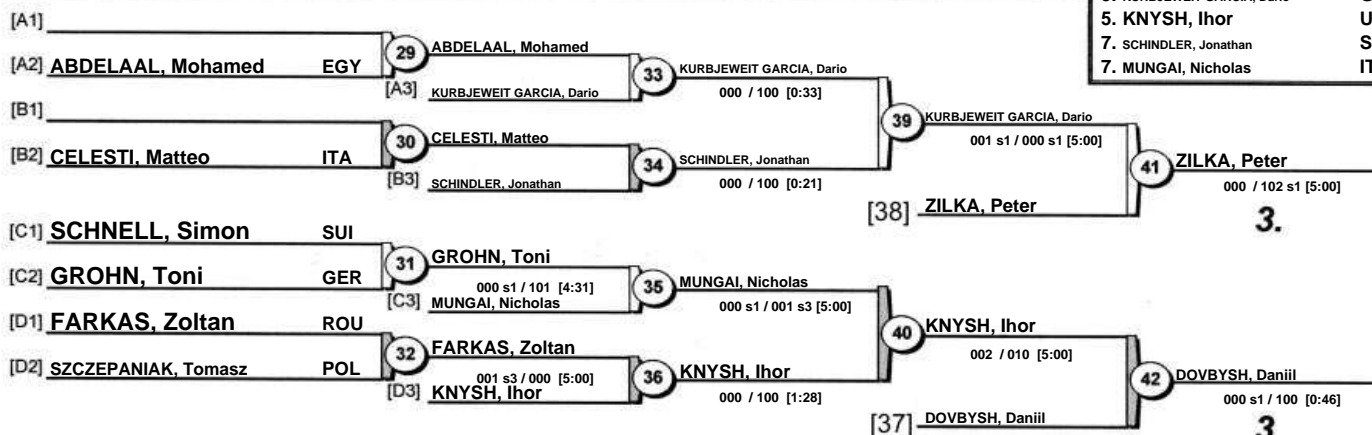 5. KNYSH, Ihor U
7. SCHINDLER, Jonathan S
7. MUNGAI, Nicholas IT
[A1]
[A2] ABDELAAL, Mohamed EGY
29
ABDELAAL, Mohamed
[A3] KURBJEWEIT GARCIA, Dario
33
KURBJEWEIT GARCIA, Dario
000 / 100 [0:33]
[B1]
[B2] CELESTI, Matteo ITA
30
CELESTI, Matteo
[B3] SCHINDLER, Jonathan
34
SCHINDLER, Jonathan
000 / 100 [0:21]
39
KURBJEWEIT GARCIA, Dario
001 s1 / 000 s1 [5:00]
[38] ZILKA, Peter
41
ZILKA, Peter
000 / 102 s1 [5:00]
3.
[C1] SCHNELL, Simon SUI
[C2] GROHN, Toni GER
31
GROHN, Toni
000 s1 / 101 [4:31]
[C3] MUNGAI, Nicholas
35
MUNGAI, Nicholas
000 s1 / 001 s3 [5:00]
[D1] FARKAS, Zoltan ROU
[D2] SZCZEPANIAK, Tomasz POL
32
FARKAS, Zoltan
001 s3 / 000 [5:00]
[D3] KNYSH, Ihor
36
KNYSH, Ihor
000 / 100 [1:28]
40
KNYSH, Ihor
002 / 010 [5:00]
[37] DOVBYSH, Daniil
42
DOVBYSH, Daniil
000 s1 / 100 [0:46]
3